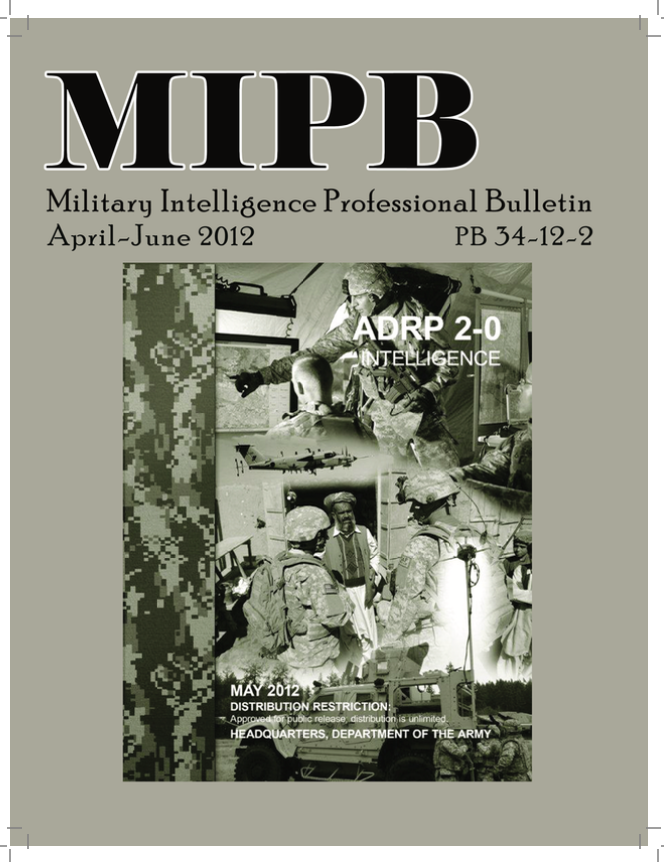 MIPB
Military Intelligence Professional Bulletin
April-June 2012 PB 34-12-2
ADRP 2-0
INTELLIGENCE
MAY 2012
DISTRIBUTION RESTRICTION:
Approved for public release; distribution is unlimited.
HEADQUARTERS, DEPARTMENT OF THE ARMY